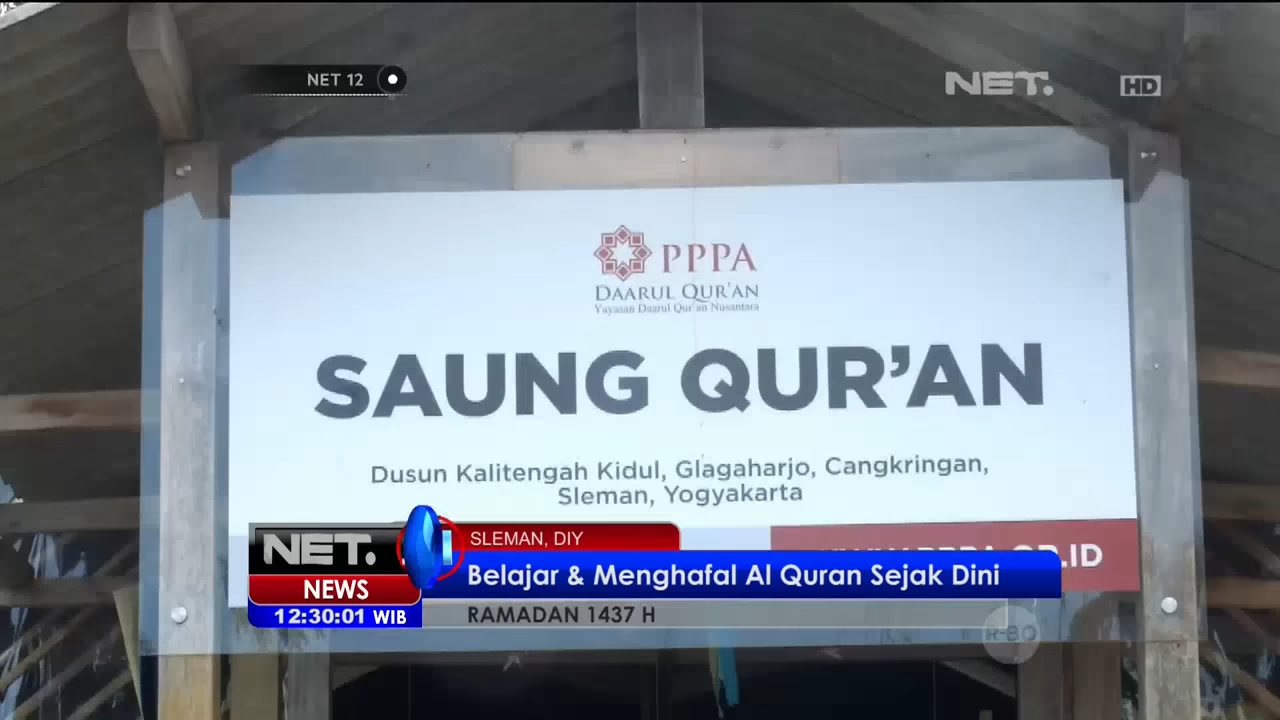 NET 12
NET.
HD
PPPA
DAARUL QUR'AN
Yayasan Daarul Qur'an Nusantara
SAUNG QUR'AN
Dusun Kalitengah Kidul, Glagaharjo, Cangkringan,
Sleman, Yogyakarta
SLEMAN, DIY
NET.
Belajar & Menghafal Al Quran Sejak Dini
NEWS
12:30:01 WIB
RAMADAN 1437 H
R-BO